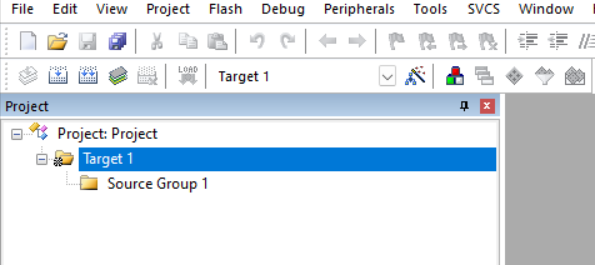 File Edit View Project Flash Debug Peripherals Tools SVCS Window
LOAD Target 1
Project
Project: Project
Target 1
Source Group 1